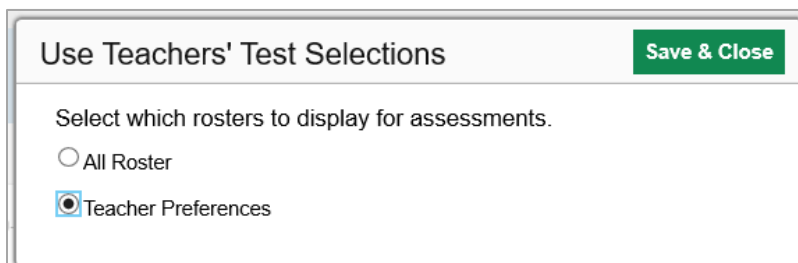 Use Teachers' Test Selections
Save & Close
Select which rosters to display for assessments.
All Roster
Teacher Preferences